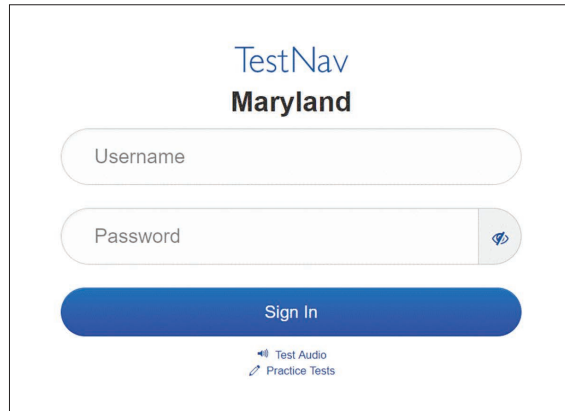 TestNav
Maryland
Username
Password
Sign In
Test Audio
Practice Tests